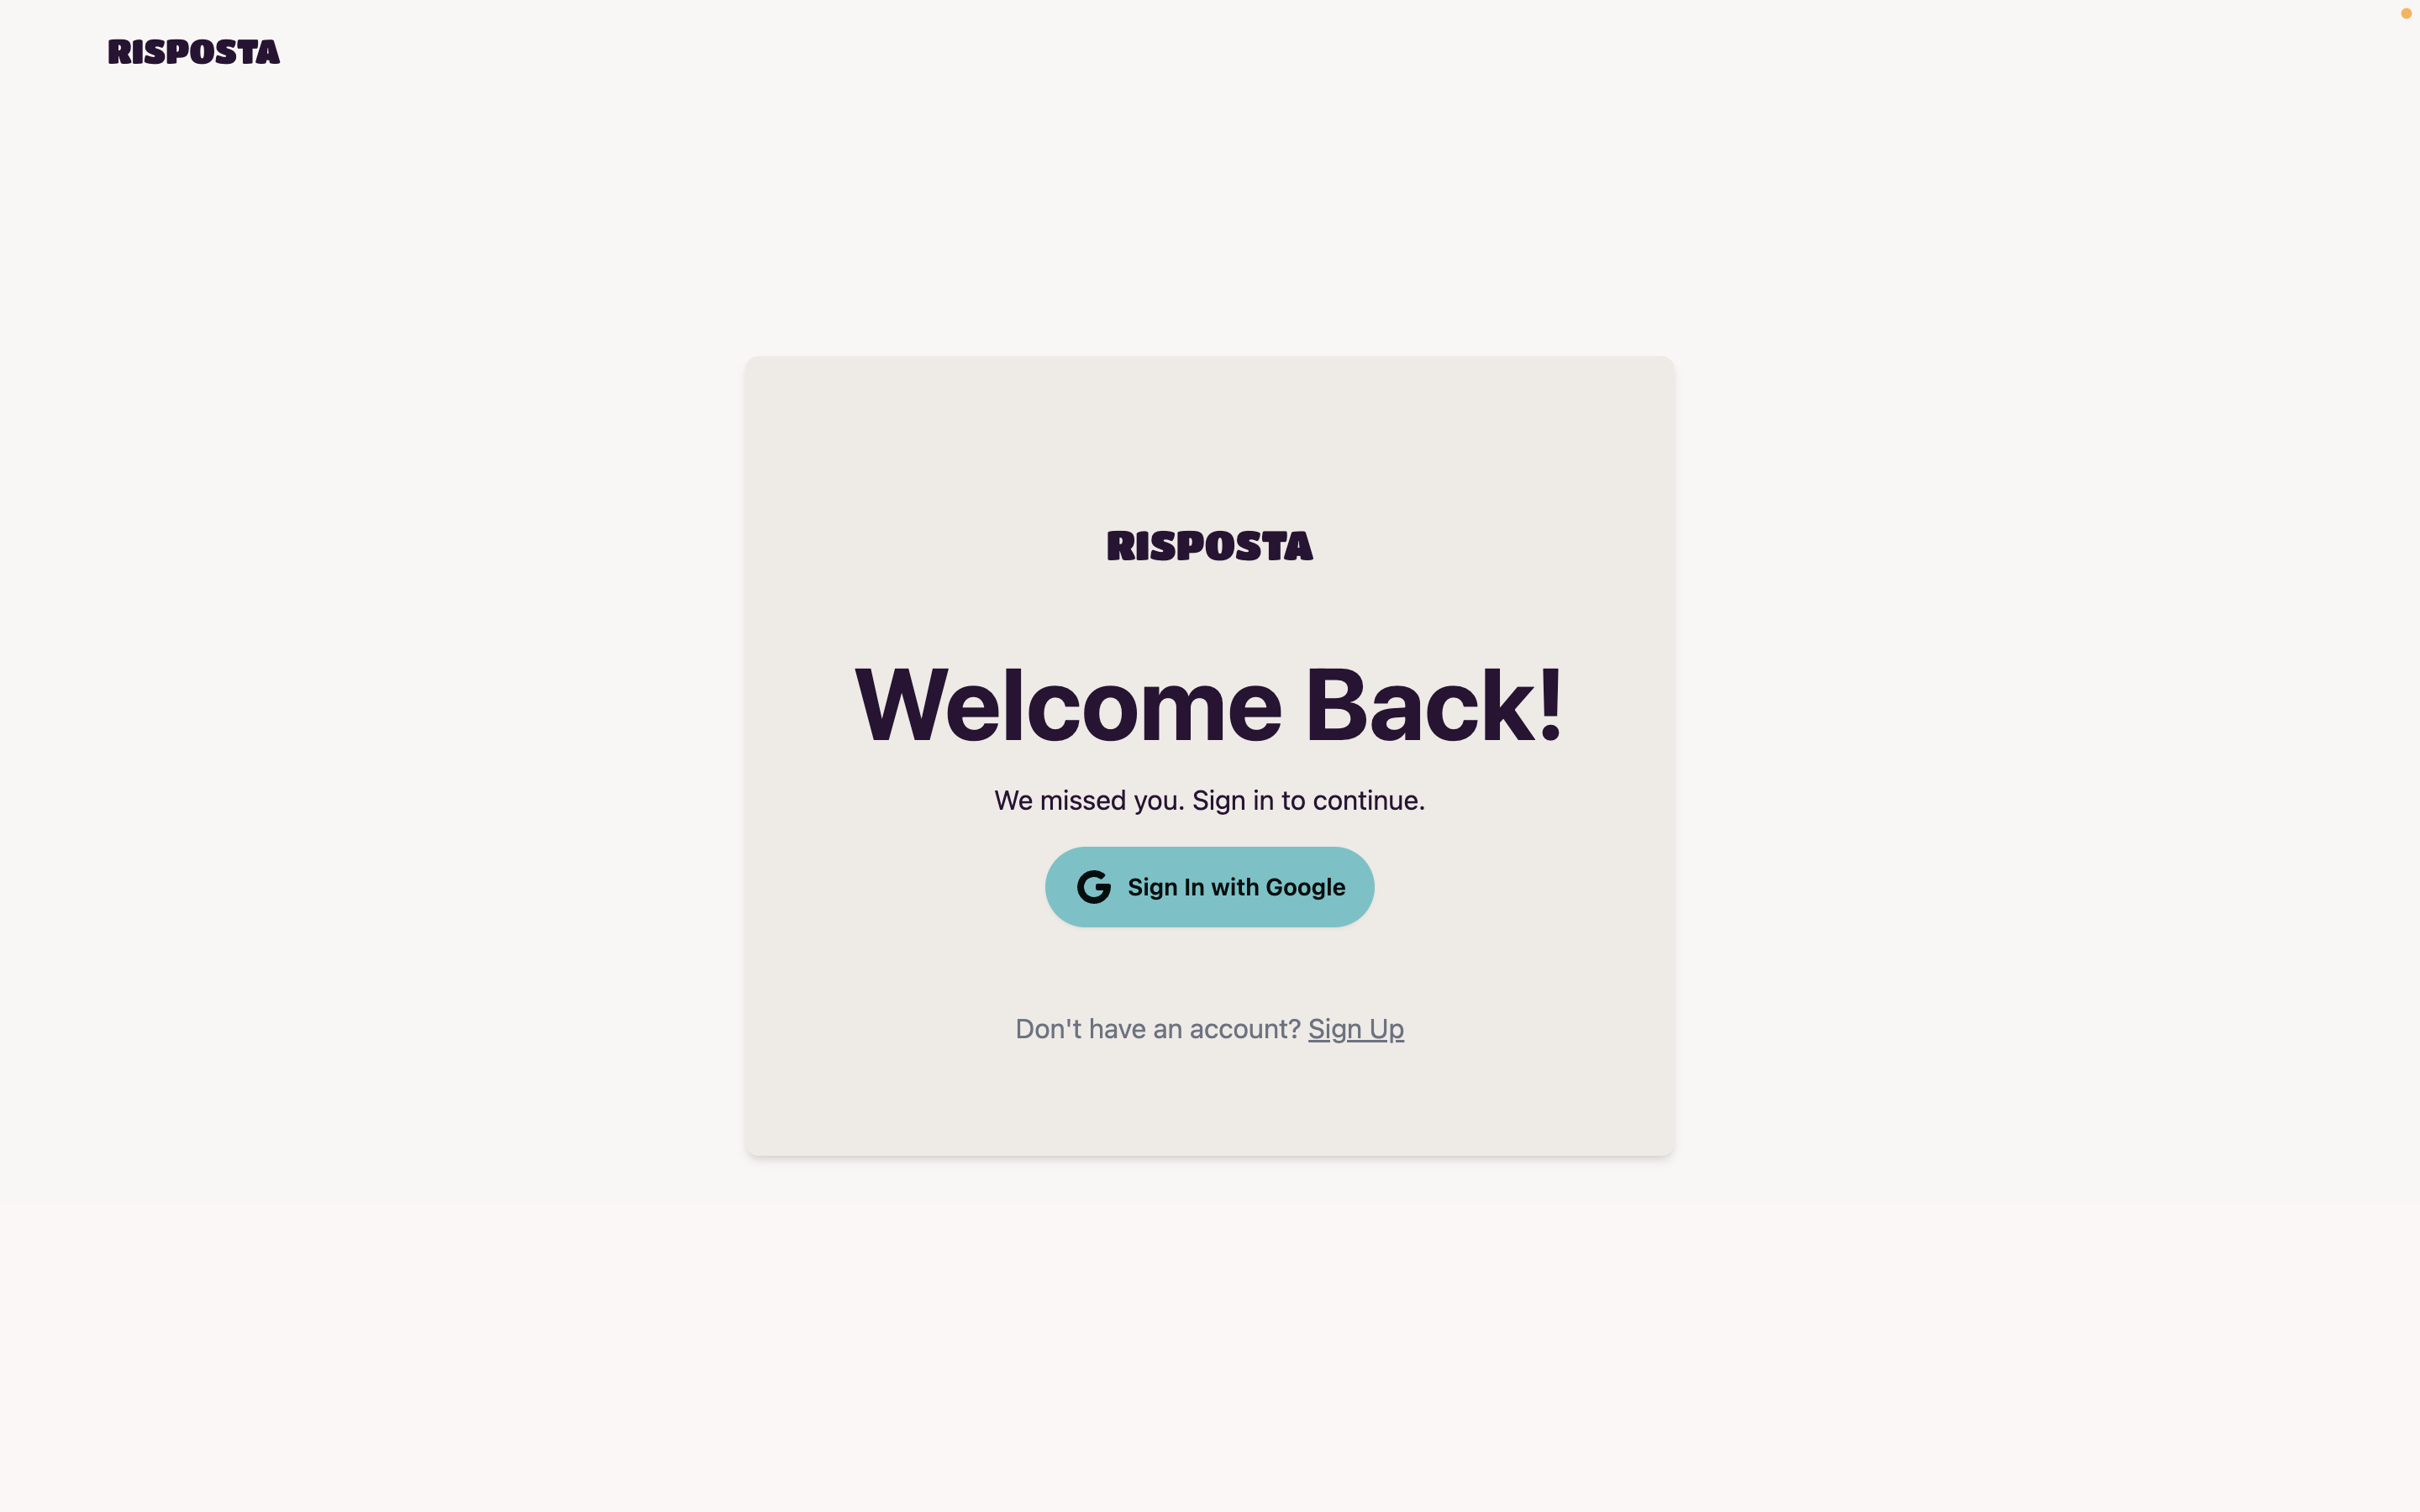 RISPOSTA
RISPOSTA
Welcome Back!
We missed you. Sign in to continue.
Sign In with Google
Don't have an account? Sign Up